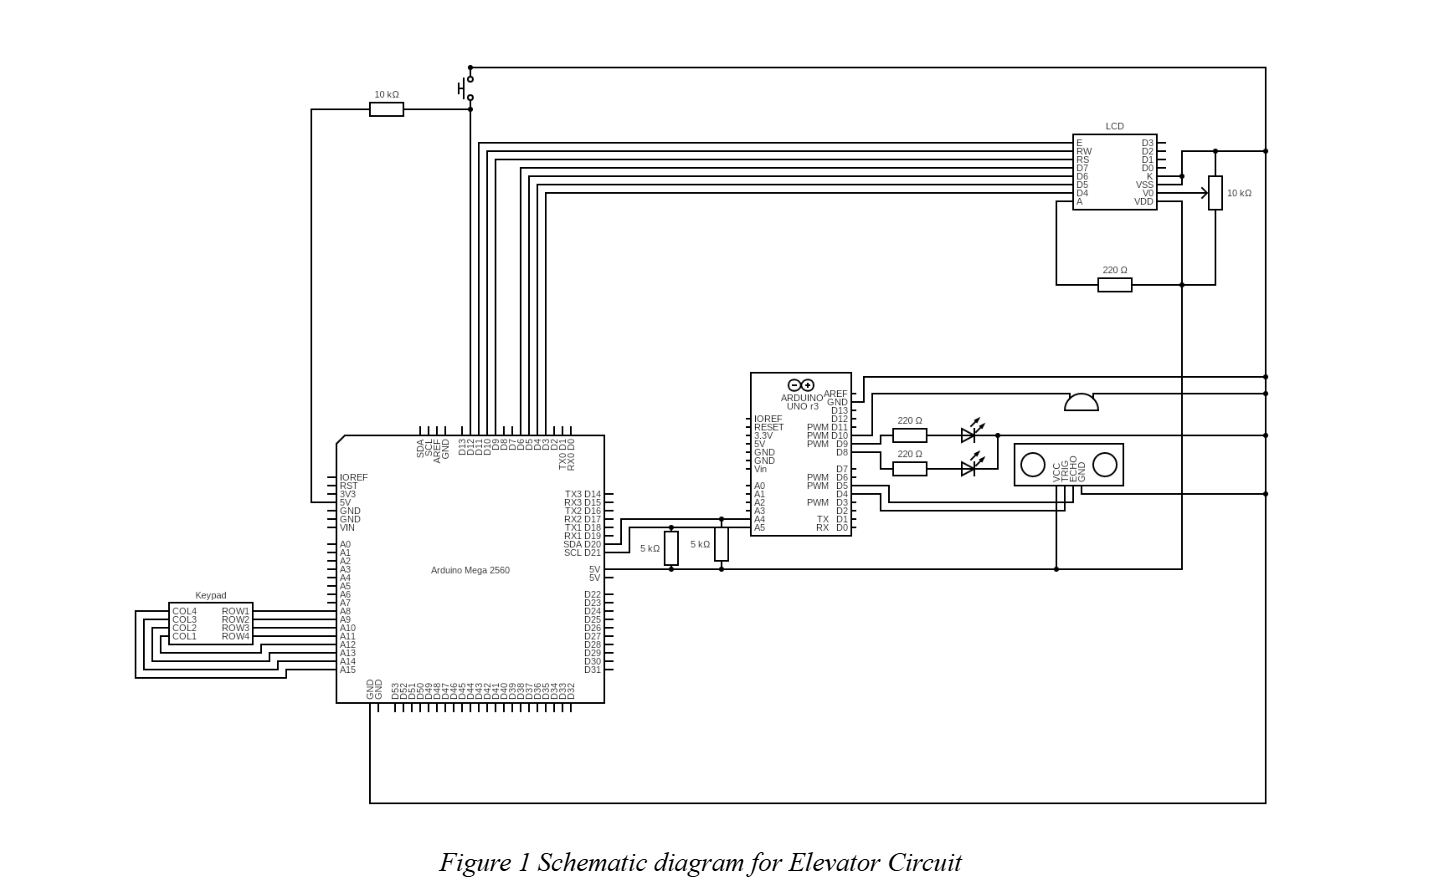 10 kΩ
LCD
E
RW
RS
D7
D6
D5
D4
A
D3
D2
D1
D0
K
VSS
V0
VDD
10 kΩ
220 Ω
ARDUINO
UNO r3
IOREF
RESET
3.3V
5V
GND
GND
Vin
A0
A1
A2
A3
A4
A5
AREF
GND
D13
D12
PWM D11
PWM D10
PWM D9
D8
D7
PWM D6
PWM D5
D4
PWM D3
D2
TX D1
RX D0
220 Ω
220 Ω
VCC
TRIG
ECHO
GND
5 kΩ
5 kΩ
SDA
SCL
AREF
GND
D13
D12
D11
D10
D9
D8
D7
D6
D5
D4
D3
D2
TX0 D1
RX0 D0
IOREF
RST
3V3
5V
GND
GND
VIN
A0
A1
A2
A3
A4
A5
A6
A7
A8
A9
A10
A11
A12
A13
A14
A15
Arduino Mega 2560
TX3 D14
RX3 D15
TX2 D16
RX2 D17
TX1 D18
RX1 D19
SDA D20
SCL D21
5V
5V
D22
D23
D24
D25
D26
D27
D28
D29
D30
D31
GND
GND
D53
D52
D51
D50
D49
D48
D47
D46
D45
D44
D43
D42
D41
D40
D39
D38
D37
D36
D35
D34
D33
D32
Keypad
COL4 ROW1
COL3 ROW2
COL2 ROW3
COL1 ROW4
Figure 1 Schematic diagram for Elevator Circuit